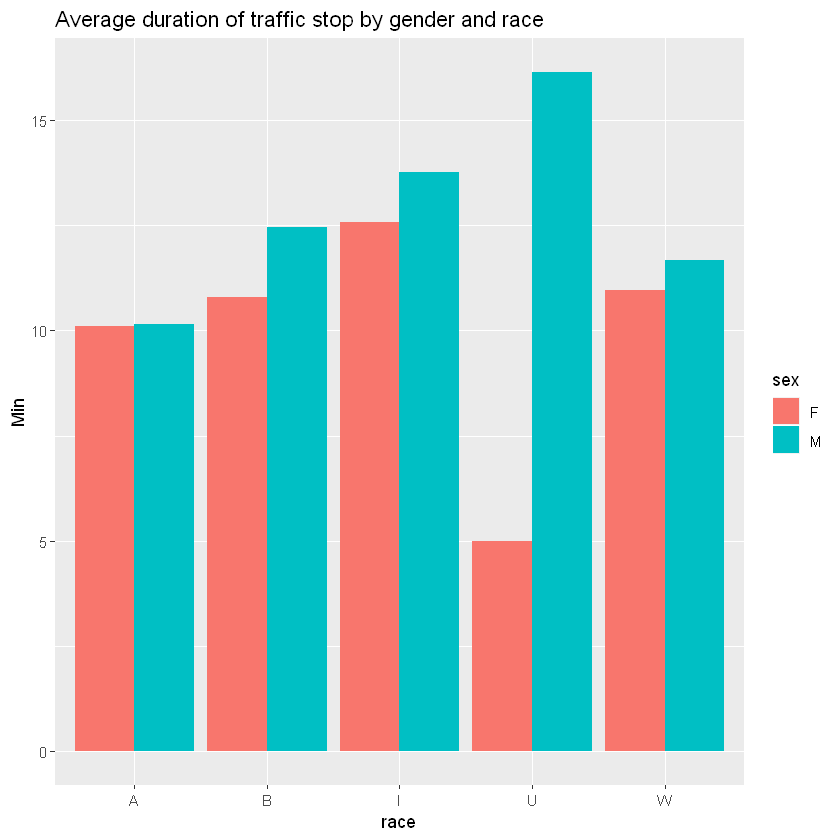 Average duration of traffic stop by gender and race
15
10
5
0
Min
A B I U W
race
sex
F
M